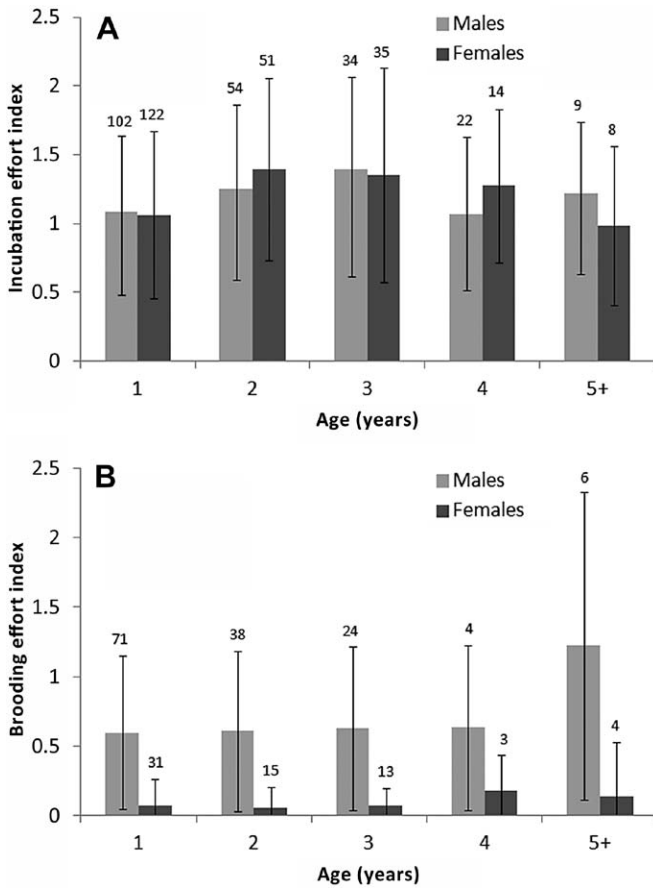 2.5
A
Males
Females
2
1.5
1
0.5
0
102 122
54 51
34 35
22 14
9 8
Incubation effort index
1 2 3 4 5+
Age (years)
2.5
B
Males
Females
2
1.5
1
0.5
0
71 31
38 15
24 13
4 3
6 4
Brooding effort index
1 2 3 4 5+
Age (years)